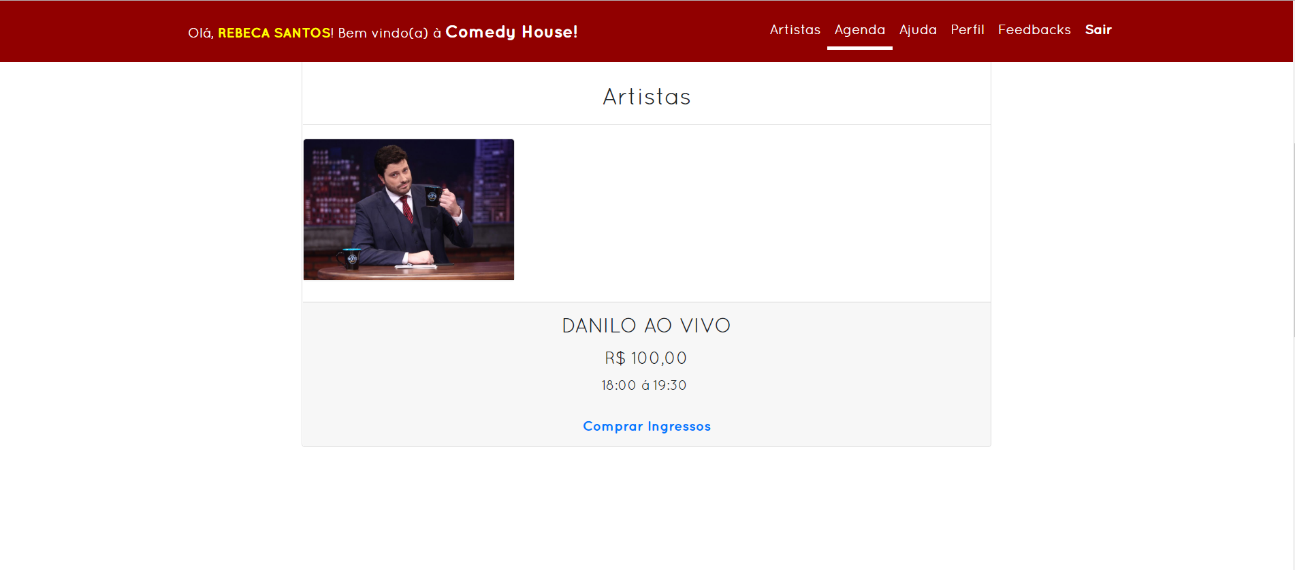 Olá, REBECA SANTOS! Bem vindo(a) à Comedy House!
Artistas Agenda Ajuda Perfil Feedbacks Sair
Artistas
DANILO AO VIVO
R$ 100,00
18:00 à 19:30
Comprar Ingressos